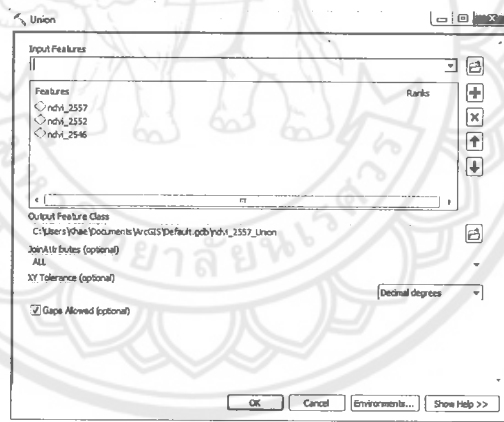 Union
Input Features
Features Ranks
ndvi_2557
ndvi_2552
ndvi_2546
Output Feature Class
C:\Users\Khae\Documents\ArcGIS\Default.gdb\ndvi_2557_Union
JoinAttributes (optional)
ALL
XY Tolerance (optional)
Decimal degrees
Gaps Allowed (optional)
OK Cancel Environments... Show Help >>